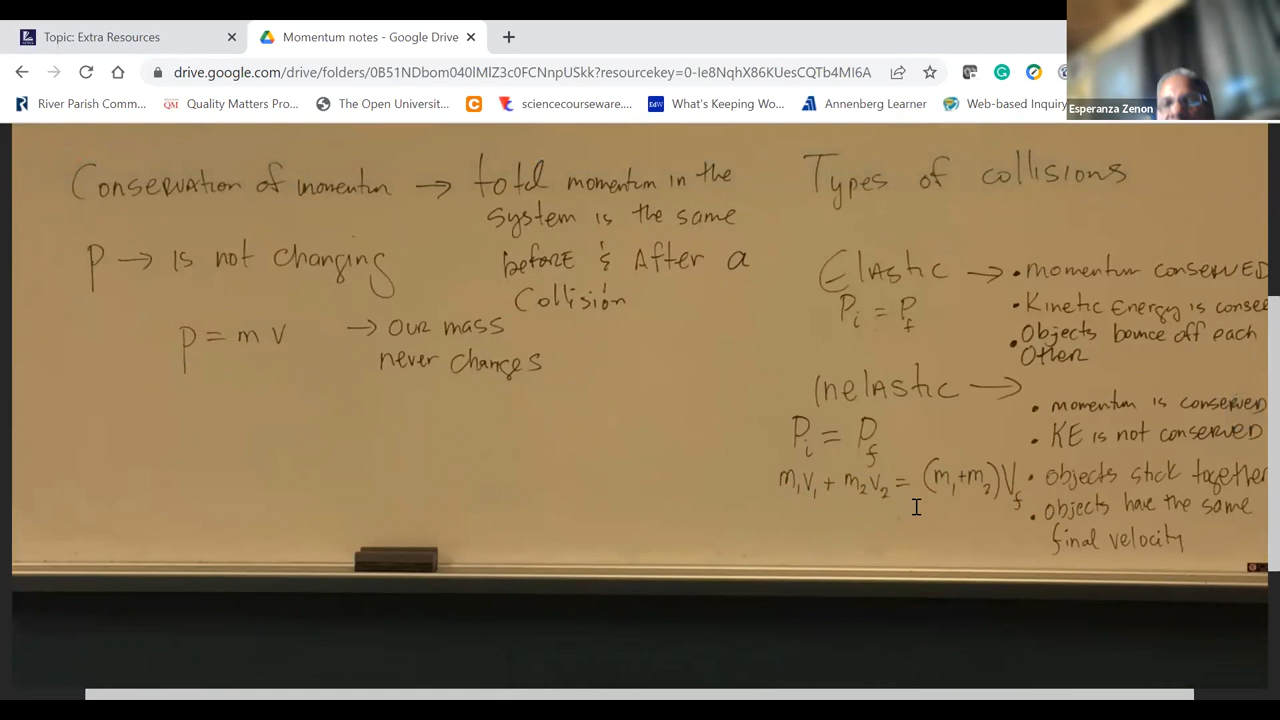 Topic: Extra Resources
Momentum notes - Google Drive
drive.google.com/drive/folders/0B51NDbom040lMlZ3c0FCNnpUSkk?resourcekey=0-Ie8NqhX86KUesCQTb4MI6A
River Parish Comm...
Quality Matters Pro...
The Open Universit...
sciencecourseware....
What's Keeping Wo...
Annenberg Learner
Web-based Inquiry
Esperanza Zenon
Conservation of momentum → total momentum in the
system is the same
before & After a
Collision
P → is not changing
P = m v → our mass
never changes
Types of collisions
Elastic → • momentum conserved
Pi = Pf
• Kinetic Energy is conse
• Objects bounce off each
Other
Inelastic →
• momentum is conserved
Pi = Pf
• KE is not conserved
m₁v₁ + m₂v₂ = (m₁+m₂)Vf
• objects stick together
• objects have the same
final velocity